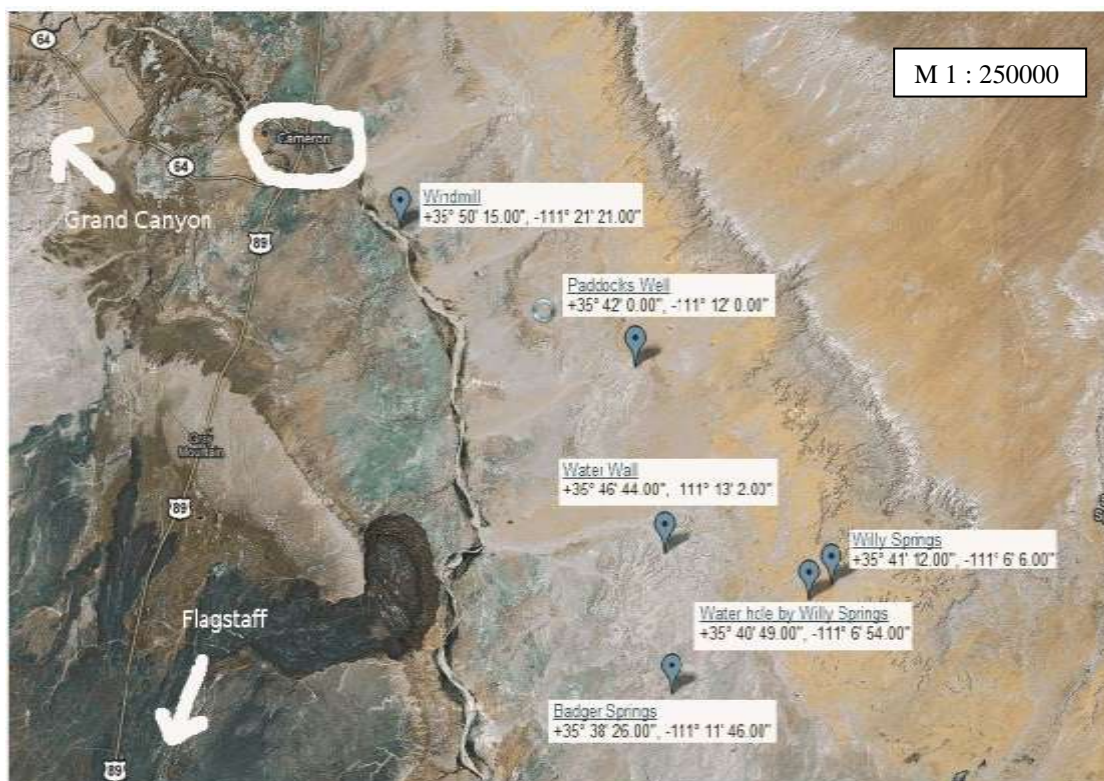 64
M 1 : 250000
Cameron
64
Windmill
+35° 50' 15.00", -111° 21' 21.00"
Grand Canyon
89
Paddocks Well
+35° 42' 0.00", -111° 12' 0.00"
Gray
Mountain
Water Wall
+35° 46' 44.00", 111° 13' 2.00"
89
Willy Springs
+35° 41' 12.00", -111° 6' 6.00"
Water hole by Willy Springs
+35° 40' 49.00", -111° 6' 54.00"
Flagstaff
Badger Springs
+35° 38' 26.00", -111° 11' 46.00"
89